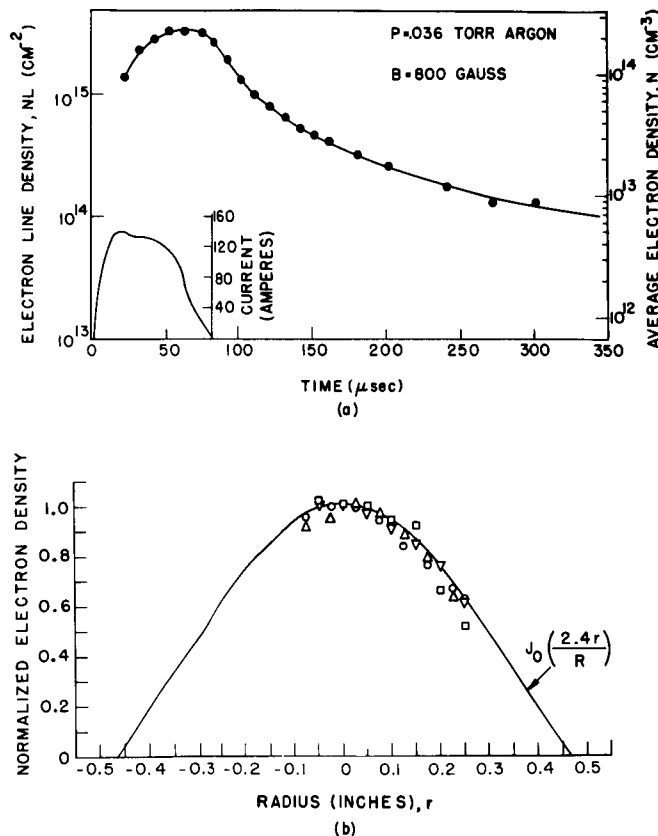 P=.036 TORR ARGON
B=800 GAUSS
ELECTRON LINE DENSITY, NL (CM⁻²)
10¹⁵
10¹⁴
10¹³
AVERAGE ELECTRON DENSITY, N (CM⁻³)
10¹⁴
10¹³
10¹²
160
120
80
40
CURRENT
(AMPERES)
0 50 100 150 200 250 300 350
TIME (μsec)
(a)
NORMALIZED ELECTRON DENSITY
1.0
0.8
0.6
0.4
0.2
0
J₀(2.4r/R)
-0.5 -0.4 -0.3 -0.2 -0.1 0 0.1 0.2 0.3 0.4 0.5
RADIUS (INCHES), r
(b)